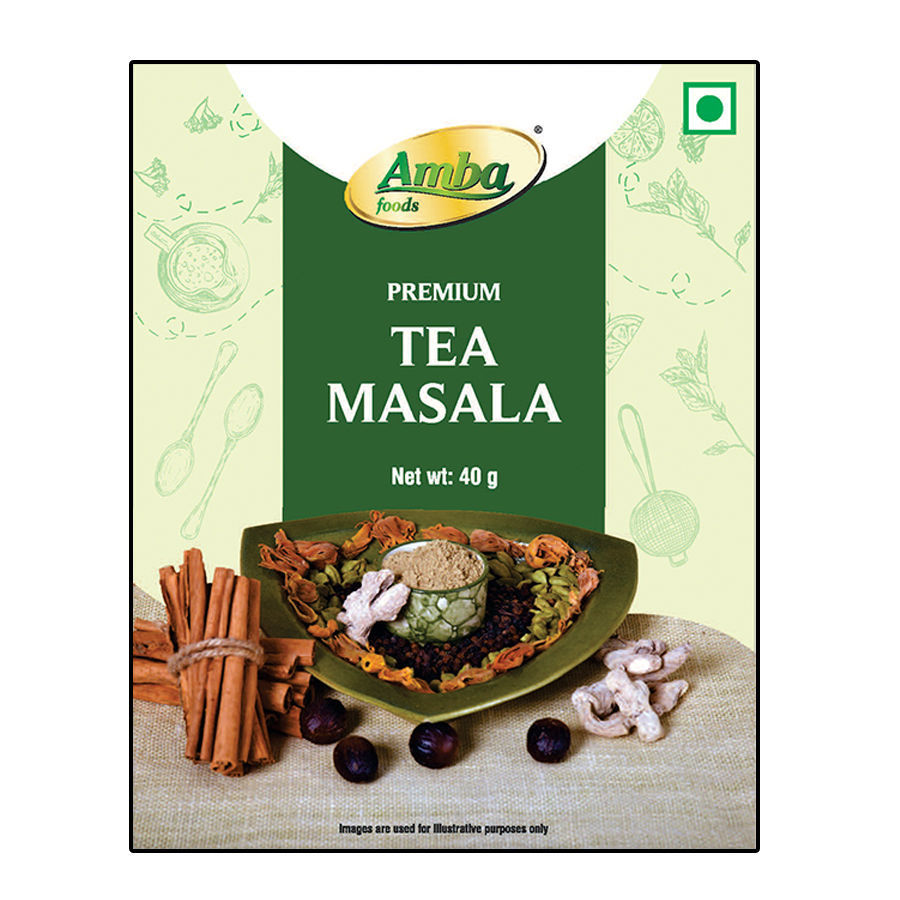 Amba
foods
®
PREMIUM
TEA
MASALA
Net wt: 40 g
Images are used for illustrative purposes only